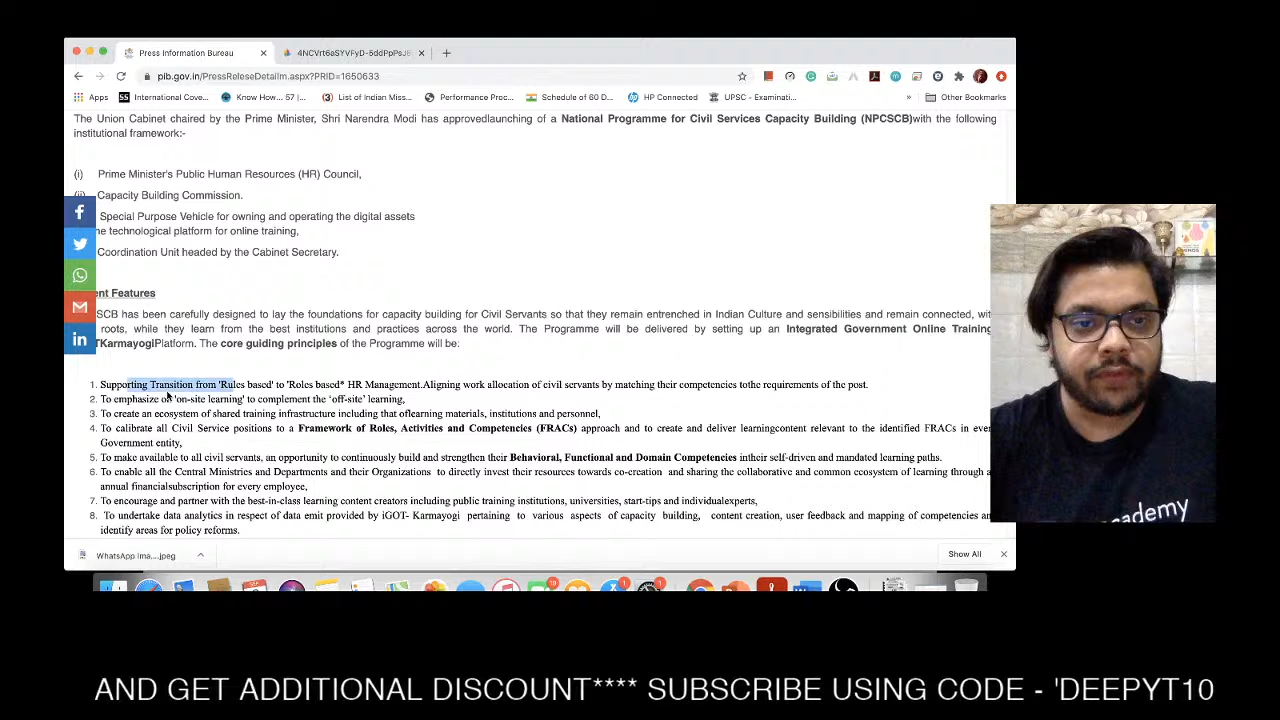 Press Information Bureau
4NCVrt6aSYVFyD-5ddPpPsJ8
pib.gov.in/PressReleseDetailm.aspx?PRID=1650633
Apps
International Cove...
Know How... 57 |...
List of Indian Miss...
Performance Proc...
Schedule of 60 D...
HP Connected
UPSC - Examinati...
»
Other Bookmarks
The Union Cabinet chaired by the Prime Minister, Shri Narendra Modi has approvedlaunching of a National Programme for Civil Services Capacity Building (NPCSCB)with the following
institutional framework:-
(i) Prime Minister's Public Human Resources (HR) Council,
Capacity Building Commission.
Special Purpose Vehicle for owning and operating the digital assets
ne technological platform for online training,
Coordination Unit headed by the Cabinet Secretary.
ent Features
SCB has been carefully designed to lay the foundations for capacity building for Civil Servants so that they remain entrenched in Indian Culture and sensibilities and remain connected, wit
roots, while they learn from the best institutions and practices across the world. The Programme will be delivered by setting up an Integrated Government Online Training
TKarmayogiPlatform. The core guiding principles of the Programme will be:
1. Supporting Transition from 'Rules based' to 'Roles based* HR Management.Aligning work allocation of civil servants by matching their competencies tothe requirements of the post.
2. To emphasize on 'on-site learning' to complement the 'off-site' learning,
3. To create an ecosystem of shared training infrastructure including that oflearning materials, institutions and personnel,
4. To calibrate all Civil Service positions to a Framework of Roles, Activities and Competencies (FRACs) approach and to create and deliver learningcontent relevant to the identified FRACs in ever
Government entity,
5. To make available to all civil servants, an opportunity to continuously build and strengthen their Behavioral, Functional and Domain Competencies intheir self-driven and mandated learning paths.
6. To enable all the Central Ministries and Departments and their Organizations to directly invest their resources towards co-creation and sharing the collaborative and common ecosystem of learning through a
annual financialsubscription for every employee,
7. To encourage and partner with the best-in-class learning content creators including public training institutions, universities, start-tips and individualexperts,
8. To undertake data analytics in respect of data emit provided by iGOT- Karmayogi pertaining to various aspects of capacity building, content creation, user feedback and mapping of competencies an
identify areas for policy reforms.
WhatsApp Ima....jpeg
Show All
cademy
AND GET ADDITIONAL DISCOUNT**** SUBSCRIBE USING CODE - 'DEEPYT10